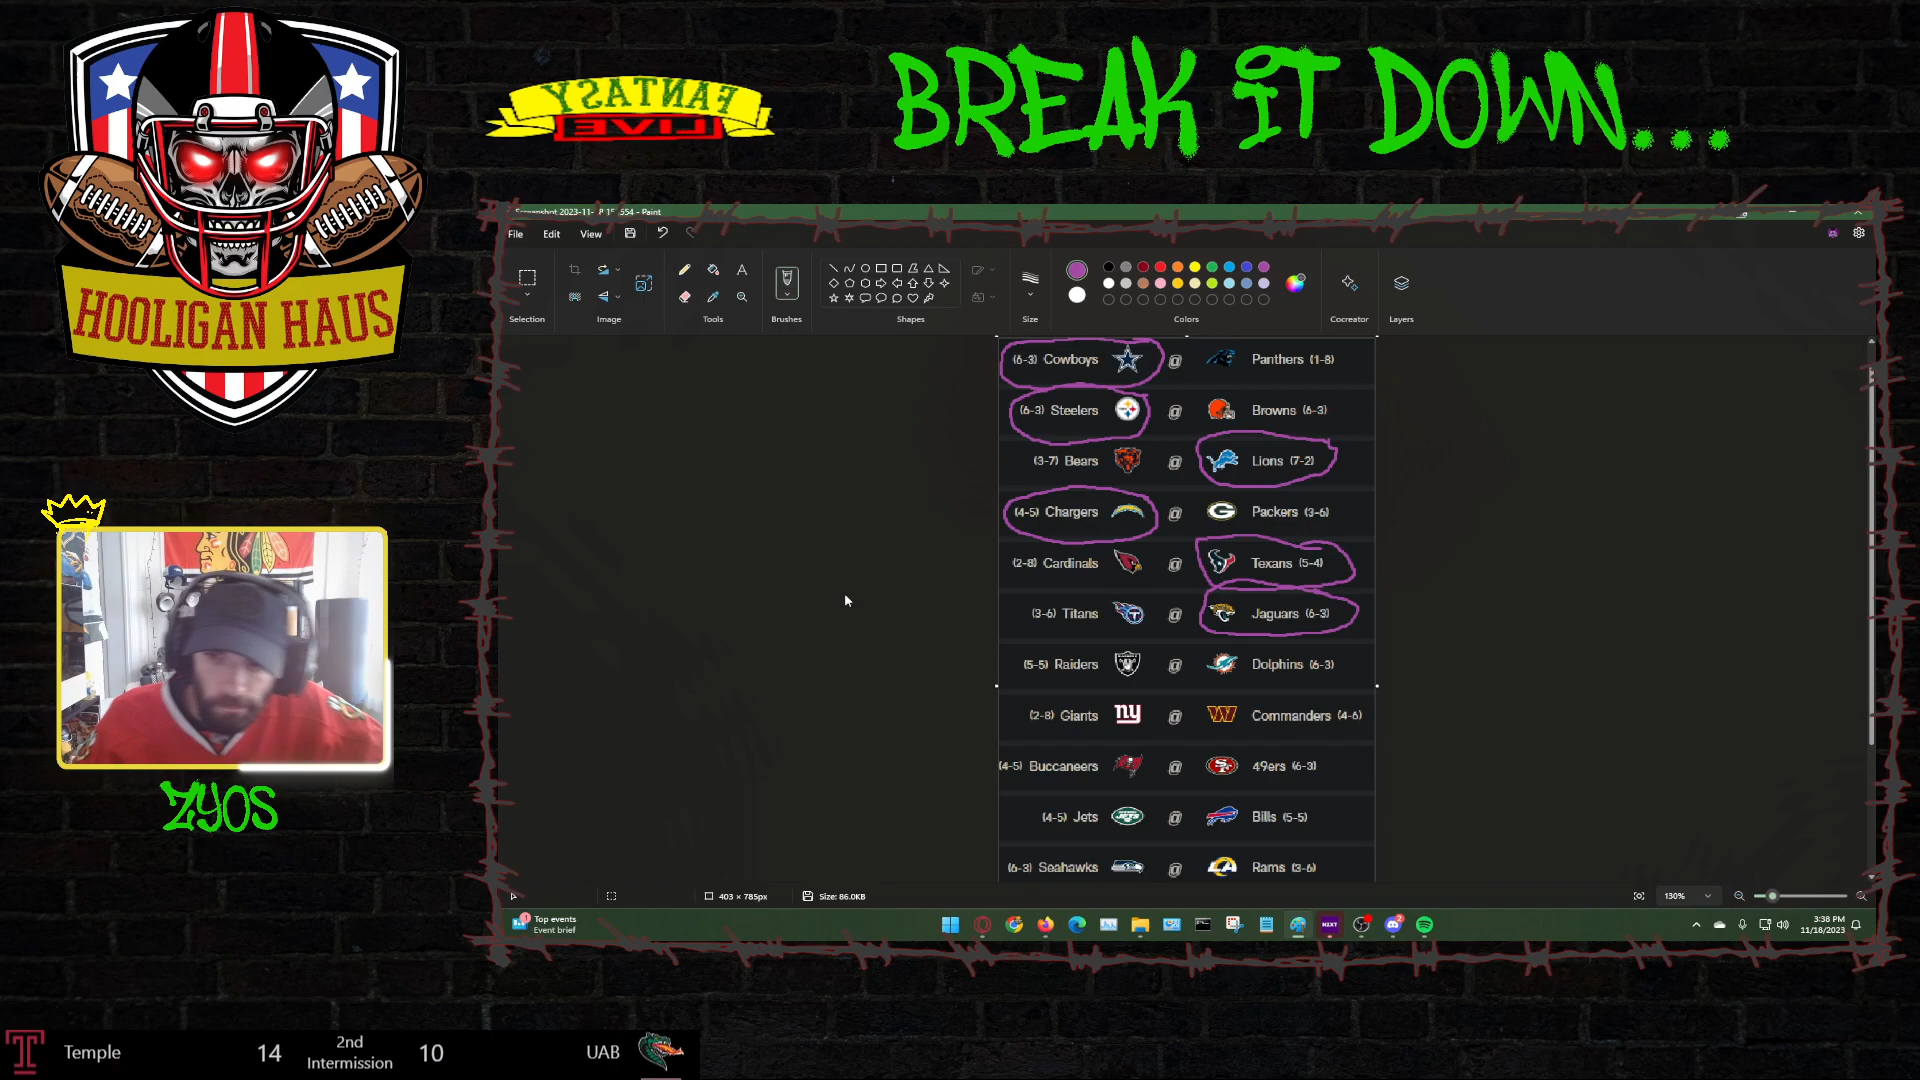 BREAK IT DOWN...
FANTASY
LIVE
HOOLIGAN HAUS
ZYOS
File Edit View
Selection Image Tools Brushes Shapes Size Colors Cocreator Layers
(6-3) Cowboys @ Panthers (1-8)
(6-3) Steelers @ Browns (6-3)
(3-7) Bears @ Lions (7-2)
(4-5) Chargers @ G Packers (3-6)
(2-8) Cardinals @ Texans (5-4)
(3-6) Titans @ Jaguars (6-3)
(5-5) Raiders @ Dolphins (6-3)
(2-8) Giants ny @ W Commanders (4-6)
(4-5) Buccaneers @ SF 49ers (6-3)
(4-5) Jets JETS @ Bills (5-5)
(6-3) Seahawks @ LA Rams (3-6)
403 × 785px Size: 86.0KB 130%
Top events
Event brief
NEXT
3:38 PM
11/18/2023
T Temple 14 2nd Intermission 10 UAB